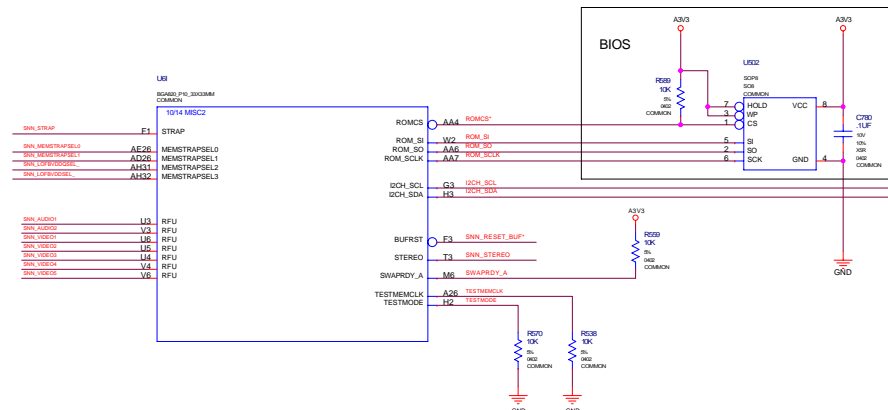 A3V3
A3V3
BIOS
U6I
BGA820_P10_33X33MM
COMMON
10/14 MISC2
SNN_STRAP
F1 STRAP
SNN_MEMSTRAPSEL0
AE26 MEMSTRAPSEL0
SNN_MEMSTRAPSEL1
AD26 MEMSTRAPSEL1
SNN_LOFBVDDQSEL_
AH31 MEMSTRAPSEL2
SNN_LOFBVDDSEL_
AH32 MEMSTRAPSEL3
SNN_AUDIO1
U3 RFU
SNN_AUDIO2
V3 RFU
SNN_VIDEO1
U6 RFU
SNN_VIDEO2
U5 RFU
SNN_VIDEO3
U4 RFU
SNN_VIDEO4
V4 RFU
SNN_VIDEO5
V6 RFU
ROMCS AA4 ROMCS*
ROM_SI W2 ROM_SI
ROM_SO AA6 ROM_SO
ROM_SCLK AA7 ROM_SCLK
I2CH_SCL G3 I2CH_SCL
I2CH_SDA H3 I2CH_SDA
BUFRST F3 SNN_RESET_BUF*
STEREO T3 SNN_STEREO
SWAPRDY_A M6 SWAPRDY_A
TESTMEMCLK A26 TESTMEMCLK
TESTMODE H2 TESTMODE
R589
10K
5%
0402
COMMON
U502
SOP8
SO8
COMMON
7 HOLD
3 WP
1 CS
5 SI
2 SO
6 SCK
VCC 8
GND 4
C780
.1UF
10V
10%
X5R
0402
COMMON
GND
A3V3
R559
10K
5%
0402
COMMON
R570
10K
5%
0402
COMMON
GND
R538
10K
5%
0402
COMMON
GND